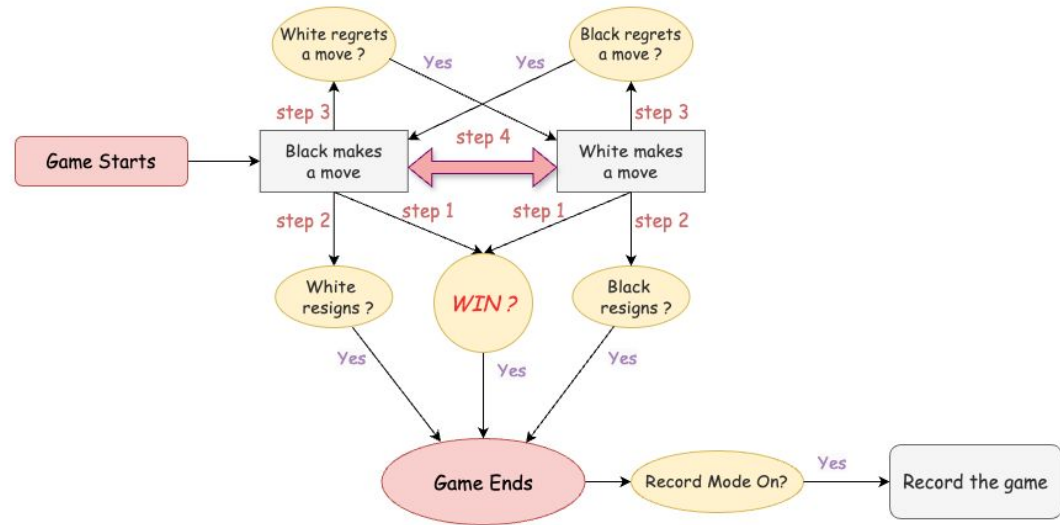 White regrets
a move ?
Black regrets
a move ?
Yes
Yes
step 3
step 3
Game Starts
Black makes
a move
step 4
White makes
a move
step 2
step 1
step 1
step 2
White
resigns ?
WIN ?
Black
resigns ?
Yes
Yes
Yes
Game Ends
Record Mode On?
Yes
Record the game